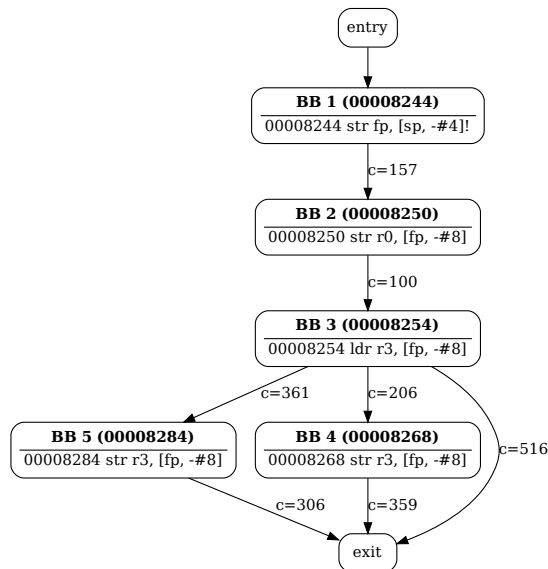 entry
BB 1 (00008244)
00008244 str fp, [sp, -#4]!
c=157
BB 2 (00008250)
00008250 str r0, [fp, -#8]
c=100
BB 3 (00008254)
00008254 ldr r3, [fp, -#8]
c=361
c=206
c=516
BB 5 (00008284)
00008284 str r3, [fp, -#8]
BB 4 (00008268)
00008268 str r3, [fp, -#8]
c=306
c=359
exit